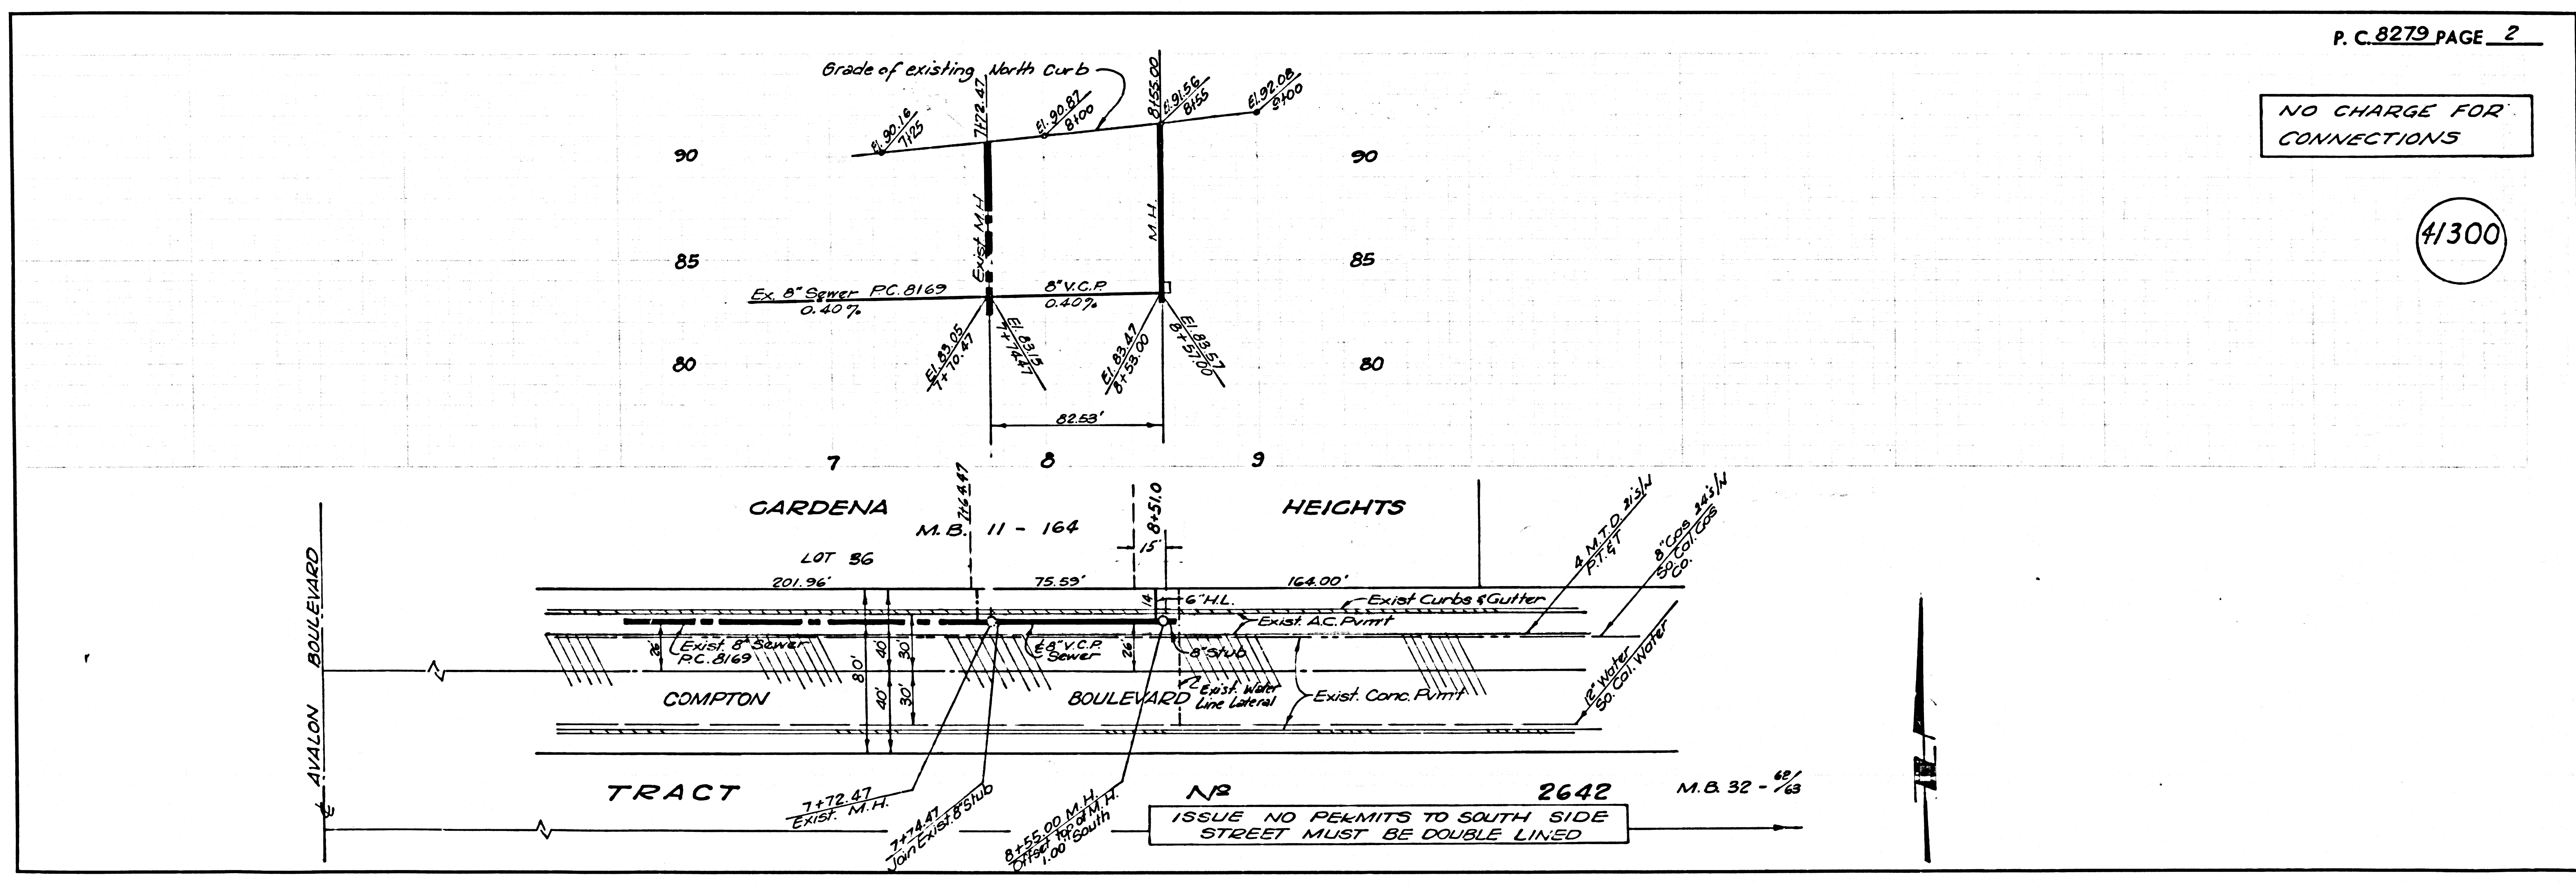 P. C. 8279 PAGE 2
NO CHARGE FOR
CONNECTIONS
41300
Grade of existing North Curb
El. 90.16
7+25
7+72.47
El. 90.87
8+00
8+55.00
El. 91.56
8+55
El. 92.08
9+00
90
90
Exist M.H
M.H.
85
85
Ex. 8" Sewer P.C. 8169
0.40%
8" V.C.P.
0.40%
El. 83.05
7+70.47
El. 83.15
7+74.47
El. 83.47
8+53.00
El. 83.57
8+57.00
80
80
82.53'
7
8
9
GARDENA
HEIGHTS
M.B. 11 - 164
7+64.47
8+51.0
15'
LOT 36
201.96'
75.59'
164.00'
4 M.T.D. 21's/N
P.T.&T
8" Gas 24's/N
So. Cal. Gas
Co.
14
6" H.L.
Exist Curbs & Gutter
Exist. A.C. Pvm't
Exist. 8" Sewer
P.C. 8169
26'
80'
40'
30'
8" V.C.P.
Sewer
26'
8" Stub
40'
30'
COMPTON
BOULEVARD
Exist. Water
Line Lateral
Exist. Conc. Pvm't
12" Water
So. Cal. Water
AVALON BOULEVARD
TRACT
Nº
2642
M.B. 32 - 62/63
7+72.47
Exist. M.H.
7+74.47
Join Exist. 8" Stub
8+55.00 M.H.
Offset top of M.H.
1.00' South
ISSUE NO PERMITS TO SOUTH SIDE
STREET MUST BE DOUBLE LINED